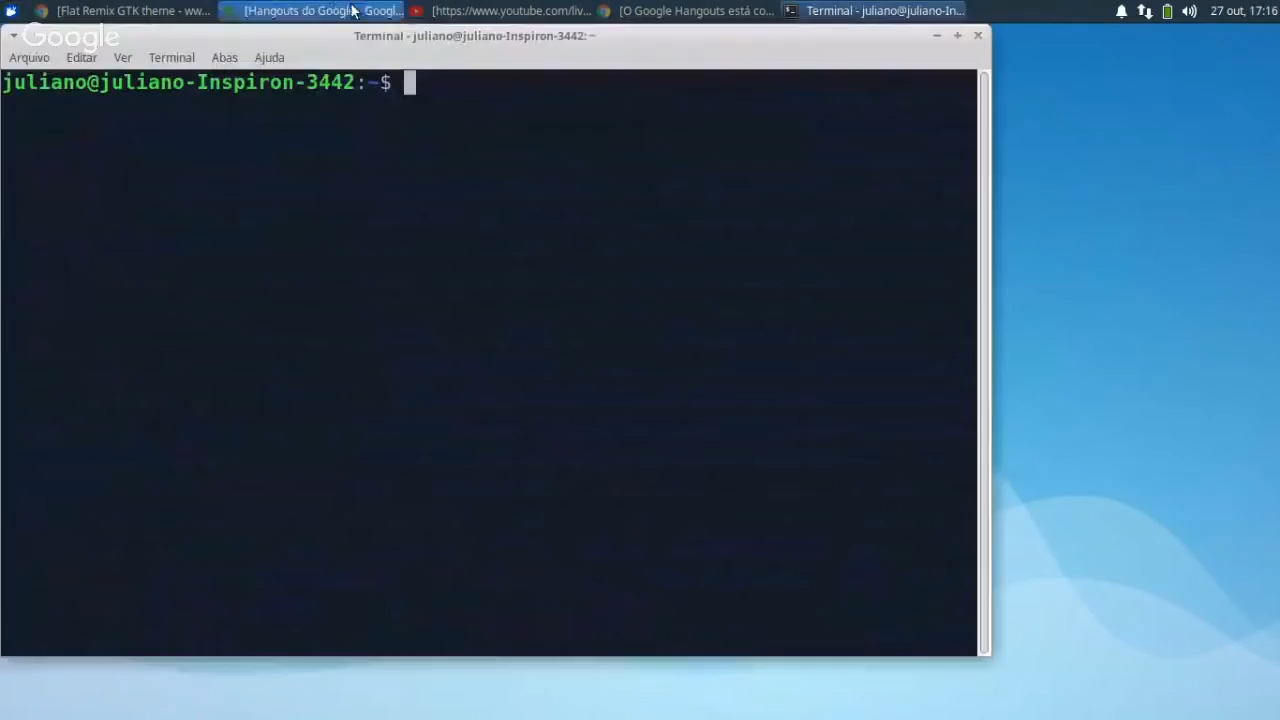 [Flat Remix GTK theme - ww... [Hangouts do Google - Googl... [https://www.youtube.com/liv... [O Google Hangouts está co... Terminal - juliano@juliano-In... 27 out, 17:16
Google
Terminal - juliano@juliano-Inspiron-3442: ~
Arquivo Editar Ver Terminal Abas Ajuda
juliano@juliano-Inspiron-3442:~$